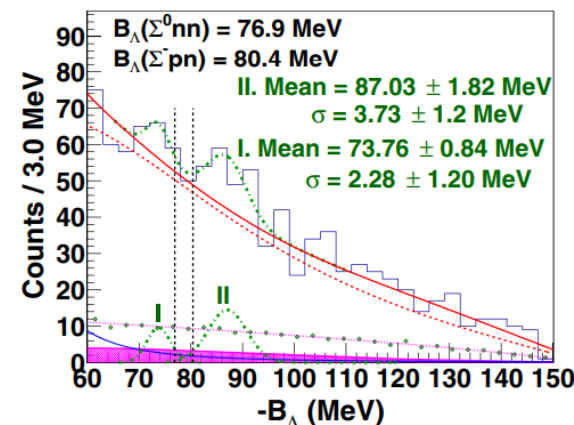 B_Λ(Σ⁰nn) = 76.9 MeV
B_Λ(Σ⁻pn) = 80.4 MeV
II. Mean = 87.03 ± 1.82 MeV
σ = 3.73 ± 1.2 MeV
I. Mean = 73.76 ± 0.84 MeV
σ = 2.28 ± 1.20 MeV
Counts / 3.0 MeV
90
80
70
60
50
40
30
20
10
0
I
II
60 70 80 90 100 110 120 130 140 150
-B_Λ (MeV)